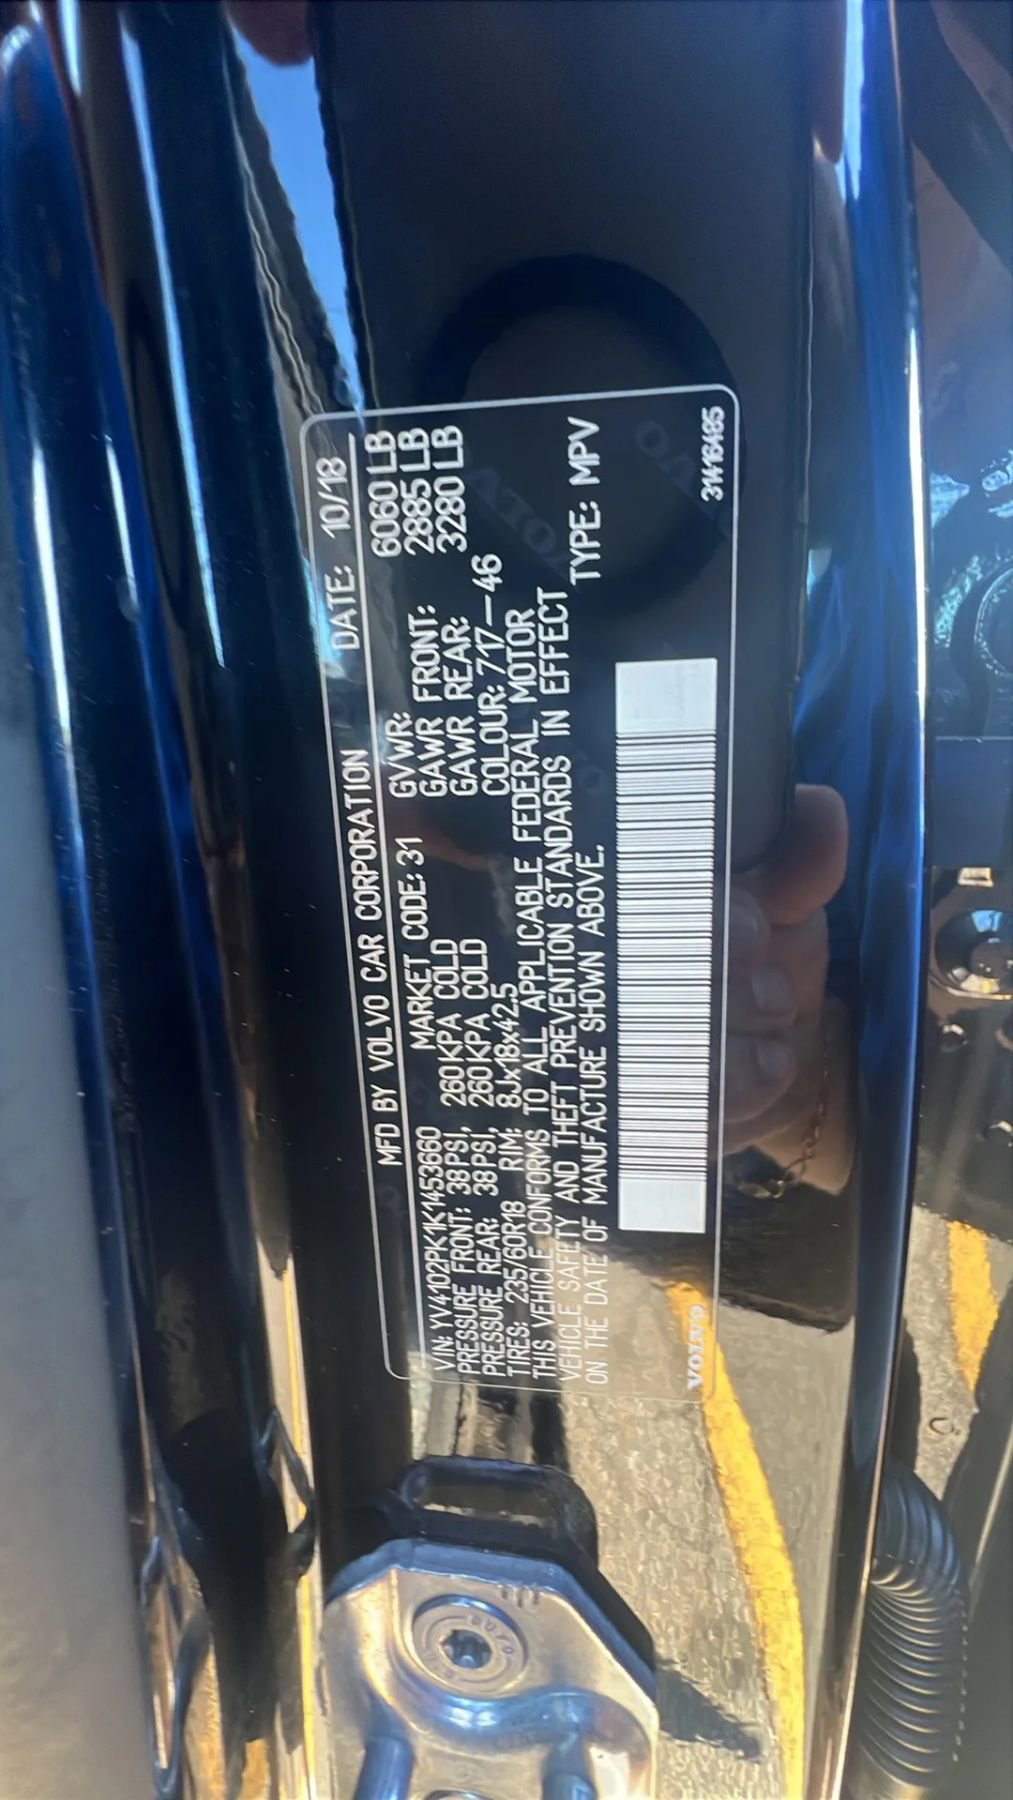 MFD BY VOLVO CAR CORPORATION DATE: 10/18
VIN: YV4102PK1K1453660 MARKET CODE: 31 GVWR: 6060 LB
PRESSURE FRONT: 38PSI, 260KPA COLD GAWR FRONT: 2885 LB
PRESSURE REAR: 38PSI, 260KPA COLD GAWR REAR: 3280 LB
TIRES: 235/60R18 RIM: 8Jx18x42.5 COLOUR: 717-46
THIS VEHICLE CONFORMS TO ALL APPLICABLE FEDERAL MOTOR
VEHICLE SAFETY AND THEFT PREVENTION STANDARDS IN EFFECT
ON THE DATE OF MANUFACTURE SHOWN ABOVE. TYPE: MPV
VOLVO 31416485